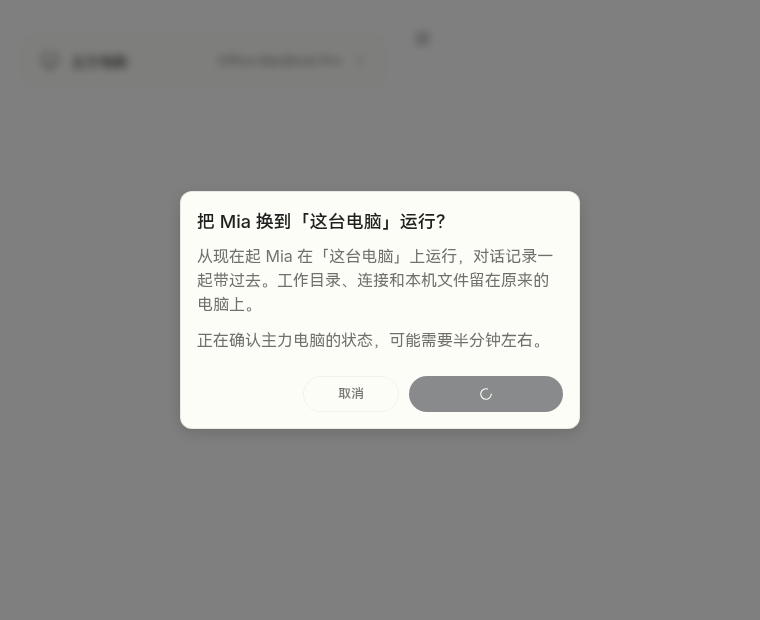 把 Mia 换到「这台电脑」运行？
从现在起 Mia 在「这台电脑」上运行，对话记录一
起带过去。工作目录、连接和本机文件留在原来的
电脑上。
正在确认主力电脑的状态，可能需要半分钟左右。
取消